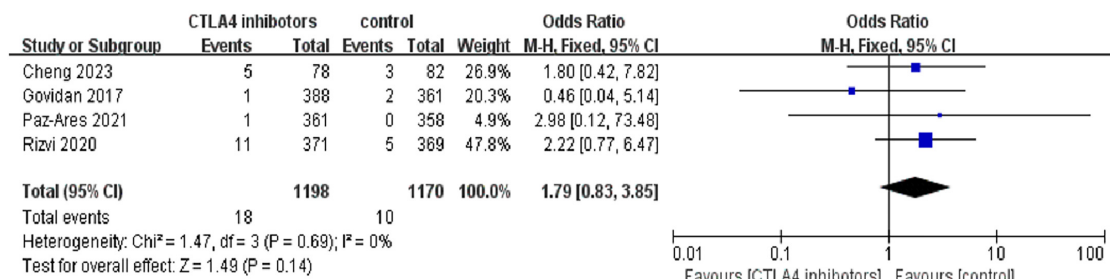 CTLA4 inhibotors control Odds Ratio Odds Ratio
Study or Subgroup Events Total Events Total Weight M-H, Fixed, 95% CI M-H, Fixed, 95% CI
Cheng 2023 5 78 3 82 26.9% 1.80 [0.42, 7.82]
Govidan 2017 1 388 2 361 20.3% 0.46 [0.04, 5.14]
Paz-Ares 2021 1 361 0 358 4.9% 2.98 [0.12, 73.48]
Rizvi 2020 11 371 5 369 47.8% 2.22 [0.77, 6.47]
Total (95% CI) 1198 1170 100.0% 1.79 [0.83, 3.85]
Total events 18 10
Heterogeneity: Chi² = 1.47, df = 3 (P = 0.69); I² = 0%
Test for overall effect: Z = 1.49 (P = 0.14)
0.01 0.1 1 10 100
Favours [CTLA4 inhibotors] Favours [control]